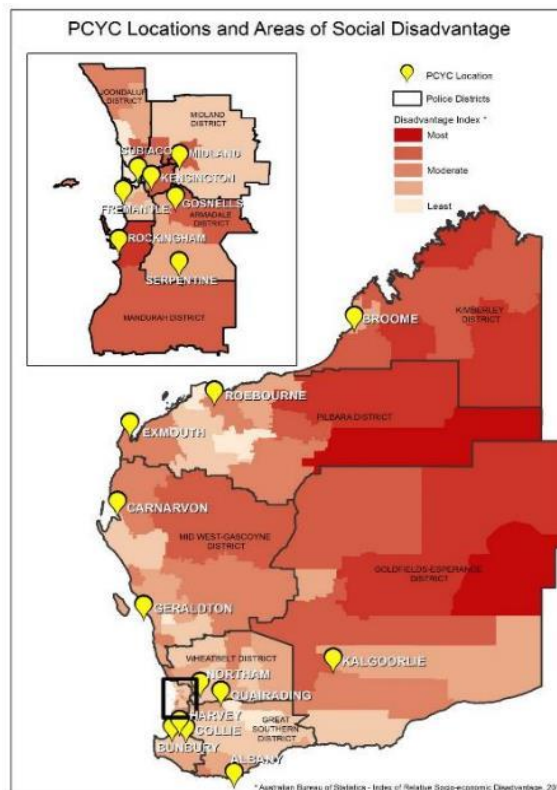 PCYC Locations and Areas of Social Disadvantage
PCYC Location
Police Districts
Disadvantage Index *
Most
Moderate
Least
JOONDALUP
DISTRICT
MIDLAND
DISTRICT
SUBIACO
MIDLAND
KENSINGTON
FREMANTLE
GOSNELLS
ARMADALE
DISTRICT
ROCKINGHAM
SERPENTINE
MANDURAH DISTRICT
KIMBERLEY
DISTRICT
BROOME
ROEBOURNE
PILBARA DISTRICT
EXMOUTH
CARNARVON
MID WEST-GASCOYNE
DISTRICT
GOLDFIELDS-ESPERANCE
DISTRICT
GERALDTON
WHEATBELT DISTRICT
KALGOORLIE
NORTHAM
QUAIRADING
HARVEY
COLLIE
GREAT
SOUTHERN
DISTRICT
BUNBURY
ALBANY
* Australian Bureau of Statistics - Index of Relative Socio-economic Disadvantage,